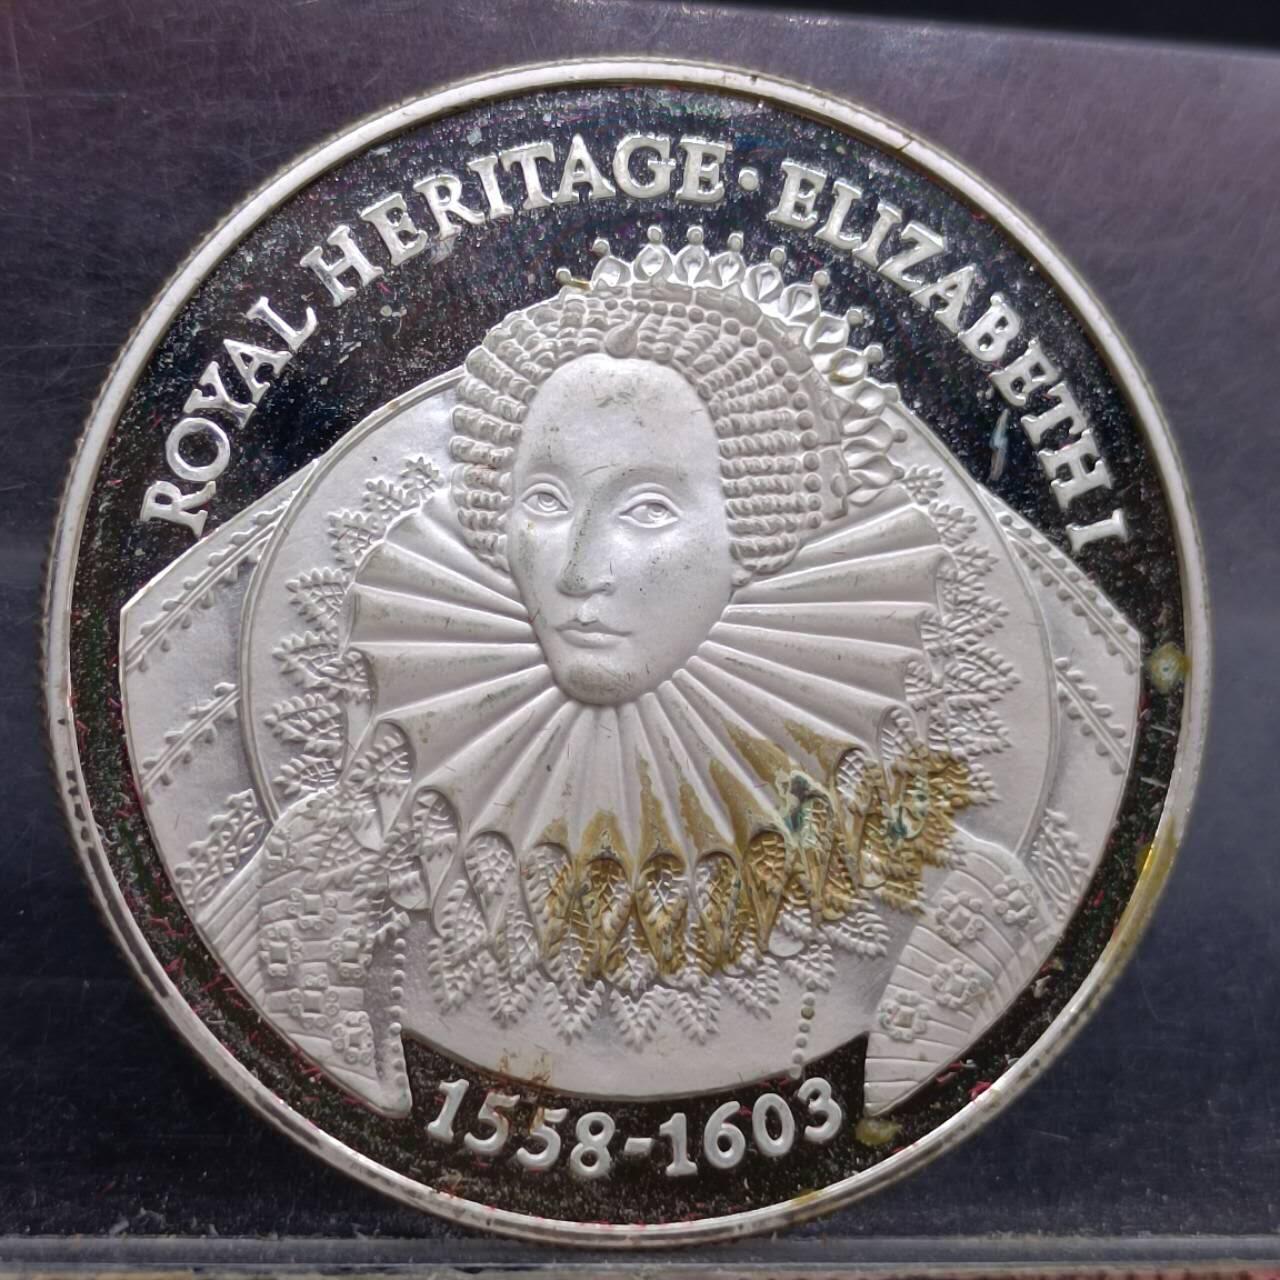 ROYAL HERITAGE · ELIZABETH I
1558-1603